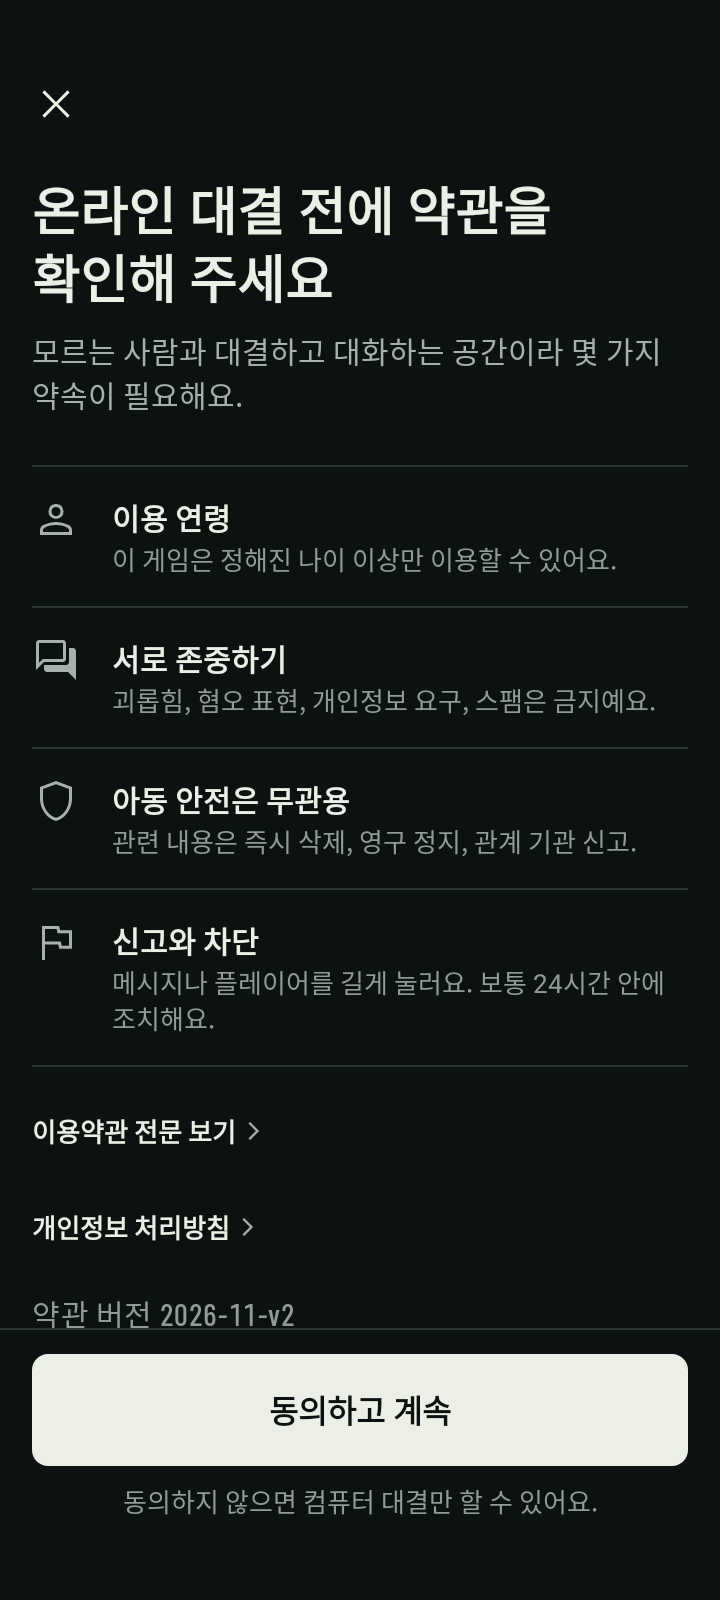 온라인 대결 전에 약관을
확인해 주세요
모르는 사람과 대결하고 대화하는 공간이라 몇 가지
약속이 필요해요.
이용 연령
이 게임은 정해진 나이 이상만 이용할 수 있어요.
서로 존중하기
괴롭힘, 혐오 표현, 개인정보 요구, 스팸은 금지예요.
아동 안전은 무관용
관련 내용은 즉시 삭제, 영구 정지, 관계 기관 신고.
신고와 차단
메시지나 플레이어를 길게 눌러요. 보통 24시간 안에
조치해요.
이용약관 전문 보기
개인정보 처리방침
약관 버전 2026-11-v2
동의하고 계속
동의하지 않으면 컴퓨터 대결만 할 수 있어요.